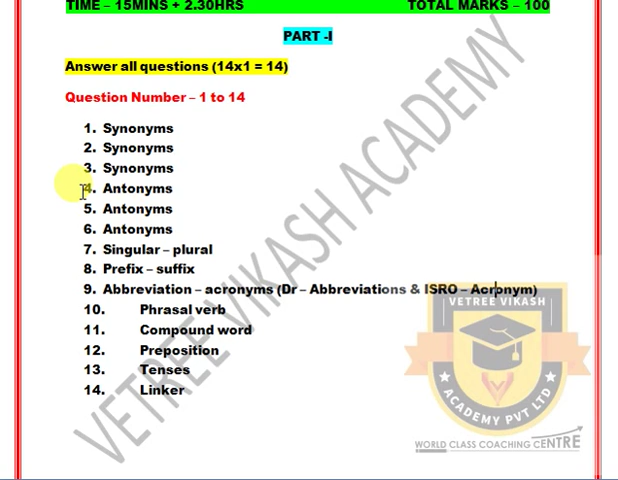 TIME – 15MINS + 2.30HRS TOTAL MARKS – 100
PART -I
Answer all questions (14x1 = 14)
Question Number – 1 to 14
1. Synonyms
2. Synonyms
3. Synonyms
4. Antonyms
5. Antonyms
6. Antonyms
7. Singular – plural
8. Prefix – suffix
9. Abbreviation – acronyms (Dr – Abbreviations & ISRO – Acronym)
10. Phrasal verb
11. Compound word
12. Preposition
13. Tenses
14. Linker
VETREE VIKASH ACADEMY
VETREE VIKASH
ACADEMY PVT LTD
WORLD CLASS COACHING CENTRE